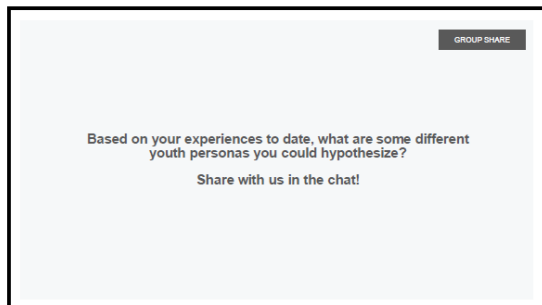 GROUP SHARE
Based on your experiences to date, what are some different
youth personas you could hypothesize?
Share with us in the chat!